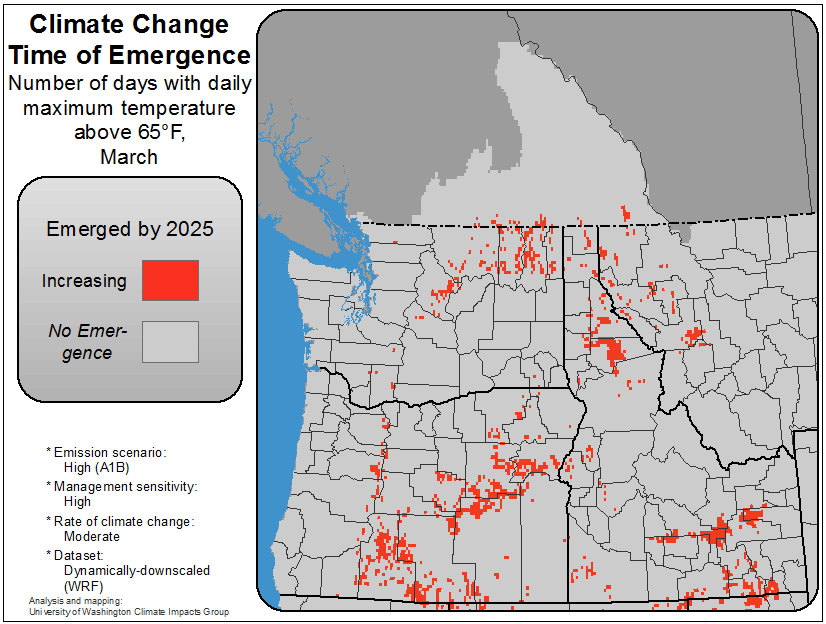 Climate Change
Time of Emergence
Number of days with daily
maximum temperature
above 65°F,
March
Emerged by 2025
Increasing
No Emer-
gence
* Emission scenario:
High (A1B)
* Management sensitivity:
High
* Rate of climate change:
Moderate
* Dataset:
Dynamically-downscaled
(WRF)
Analysis and mapping:
University of Washington Climate Impacts Group